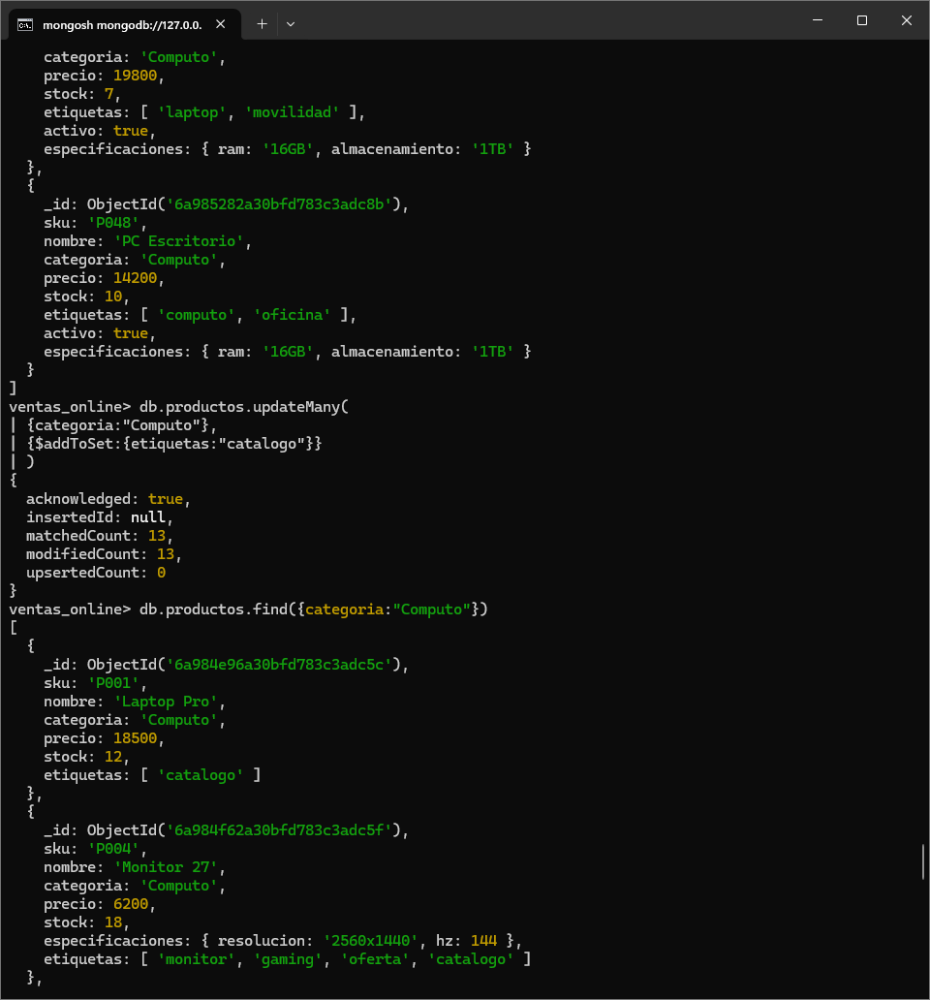 mongosh mongodb://127.0.0.
    categoria: 'Computo',
    precio: 19800,
    stock: 7,
    etiquetas: [ 'laptop', 'movilidad' ],
    activo: true,
    especificaciones: { ram: '16GB', almacenamiento: '1TB' }
  },
  {
    _id: ObjectId('6a985282a30bfd783c3adc8b'),
    sku: 'P048',
    nombre: 'PC Escritorio',
    categoria: 'Computo',
    precio: 14200,
    stock: 10,
    etiquetas: [ 'computo', 'oficina' ],
    activo: true,
    especificaciones: { ram: '16GB', almacenamiento: '1TB' }
  }
]
ventas_online> db.productos.updateMany(
| {categoria:"Computo"},
| {$addToSet:{etiquetas:"catalogo"}}
| )
{
  acknowledged: true,
  insertedId: null,
  matchedCount: 13,
  modifiedCount: 13,
  upsertedCount: 0
}
ventas_online> db.productos.find({categoria:"Computo"})
[
  {
    _id: ObjectId('6a984e96a30bfd783c3adc5c'),
    sku: 'P001',
    nombre: 'Laptop Pro',
    categoria: 'Computo',
    precio: 18500,
    stock: 12,
    etiquetas: [ 'catalogo' ]
  },
  {
    _id: ObjectId('6a984f62a30bfd783c3adc5f'),
    sku: 'P004',
    nombre: 'Monitor 27',
    categoria: 'Computo',
    precio: 6200,
    stock: 18,
    especificaciones: { resolucion: '2560x1440', hz: 144 },
    etiquetas: [ 'monitor', 'gaming', 'oferta', 'catalogo' ]
  },